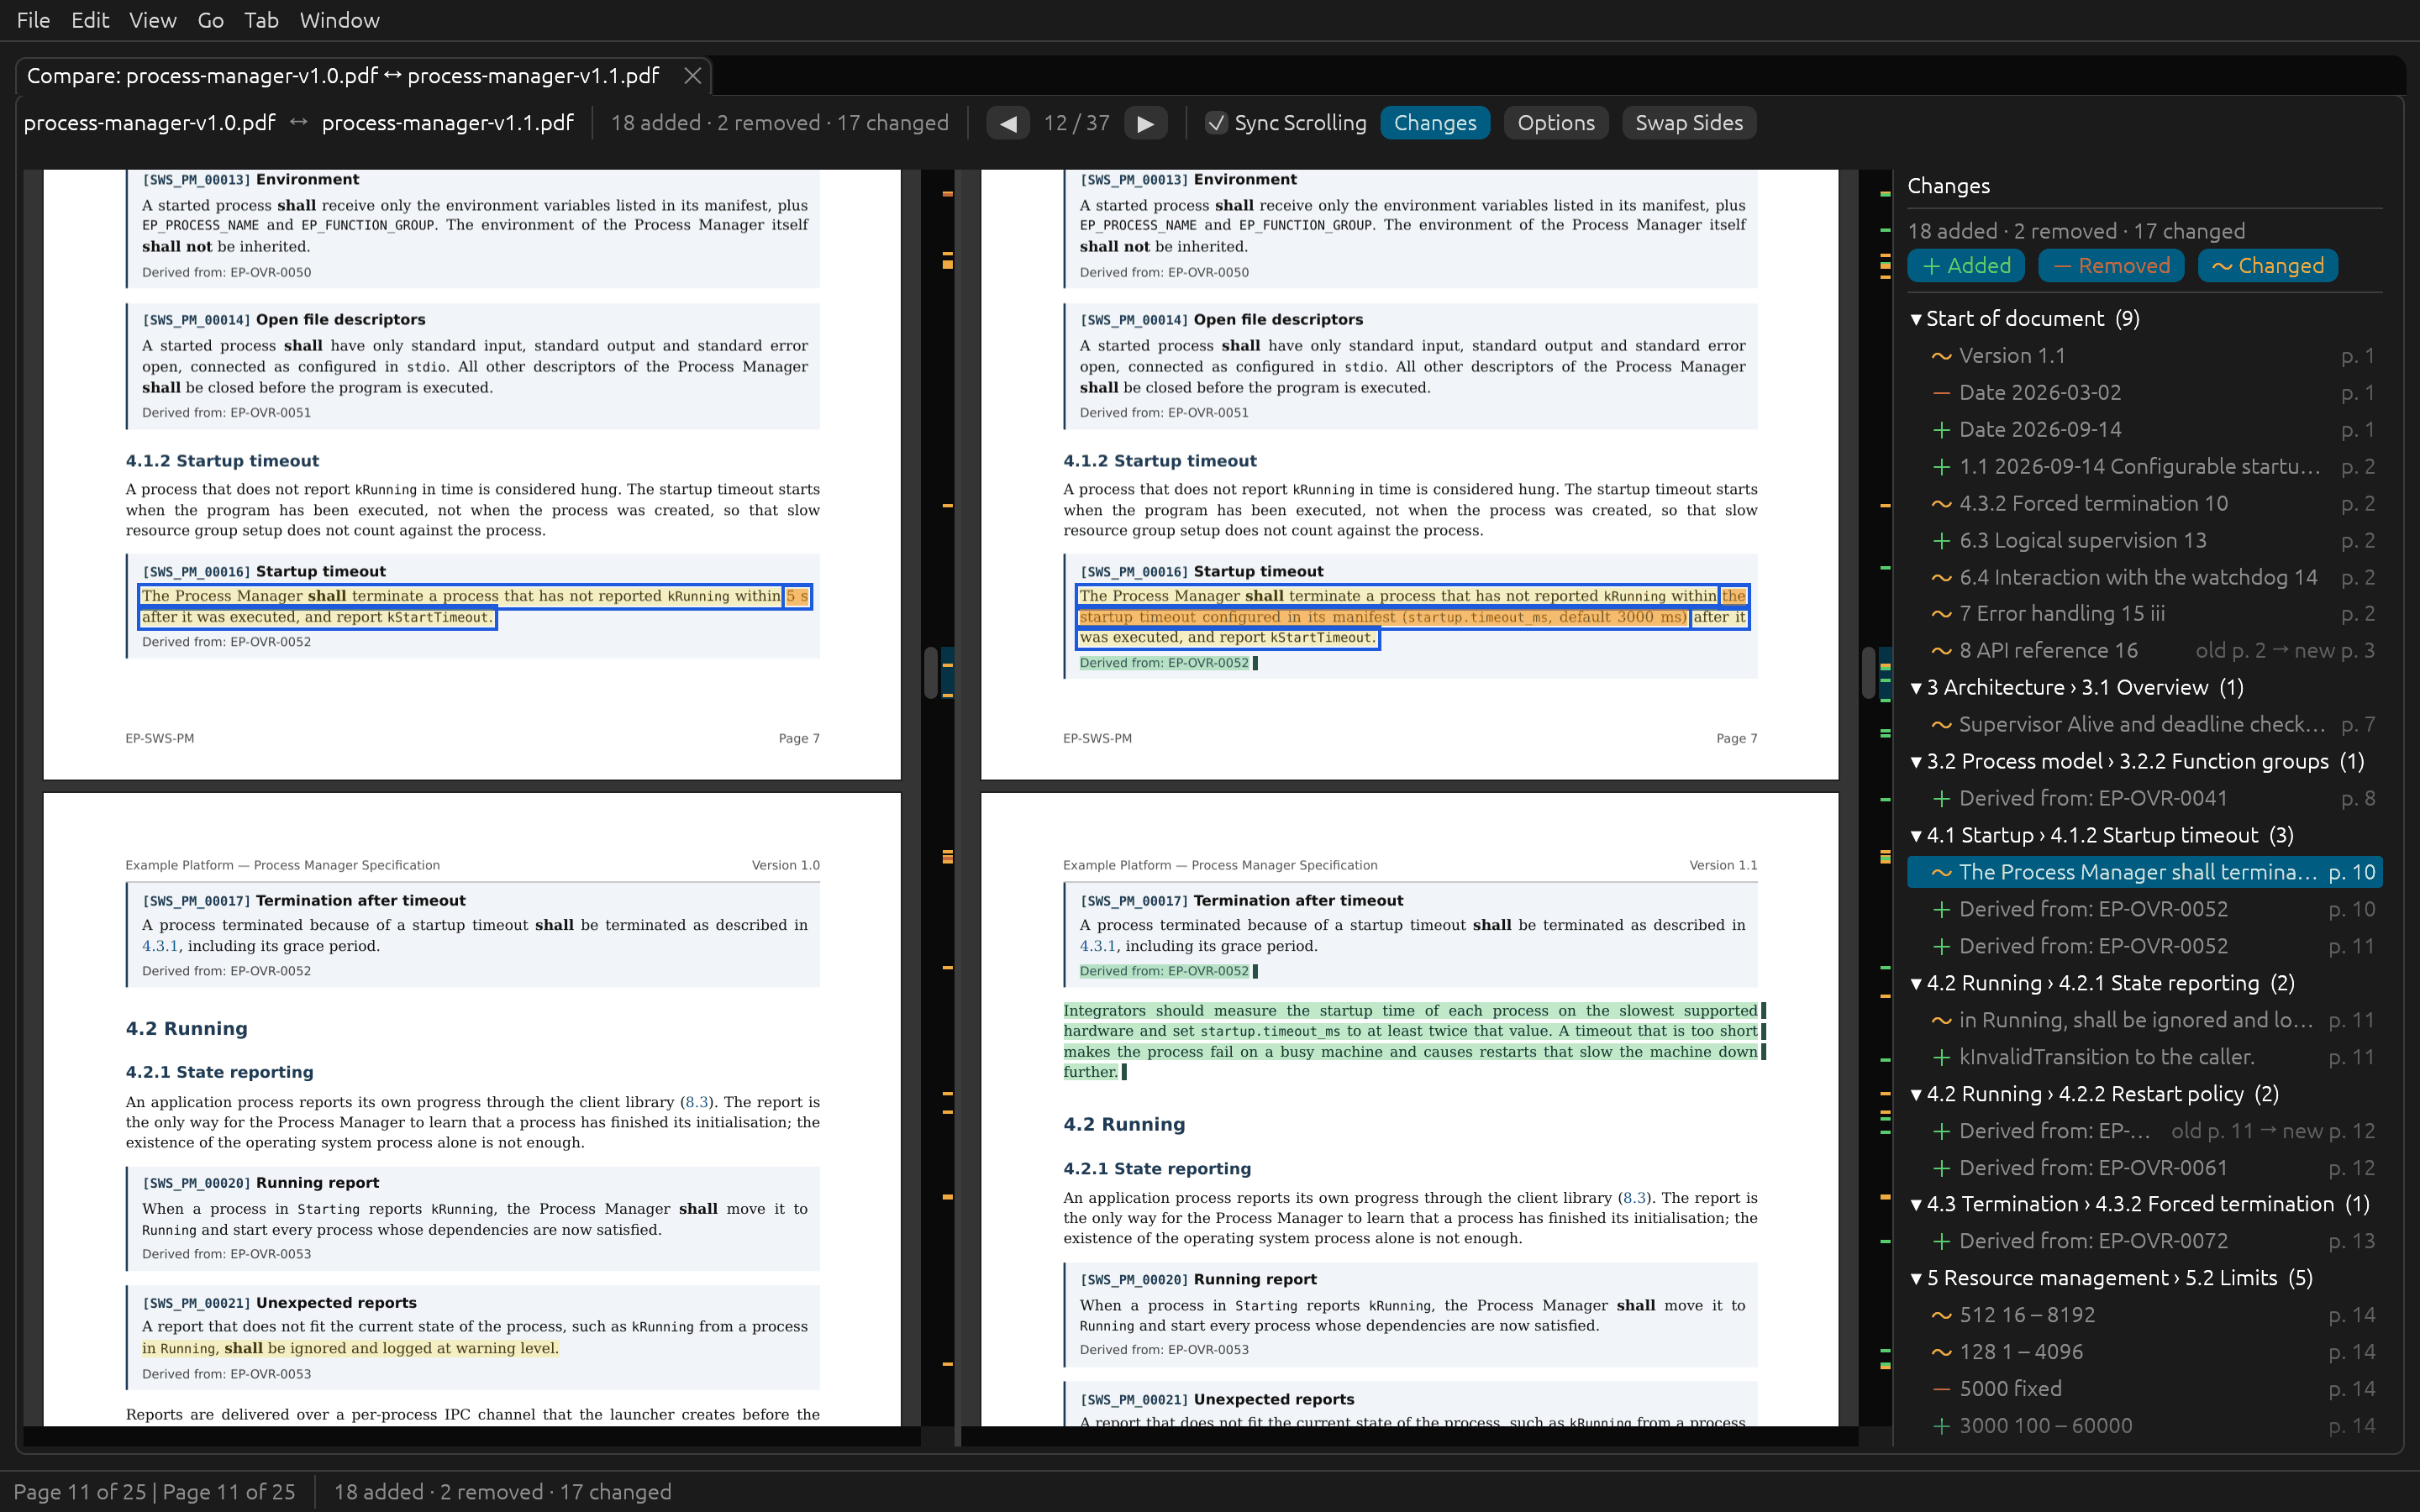 File Edit View Go Tab Window
Compare: process-manager-v1.0.pdf ↔ process-manager-v1.1.pdf
process-manager-v1.0.pdf ↔ process-manager-v1.1.pdf 18 added · 2 removed · 17 changed ◀ 12 / 37 ▶ Sync Scrolling Changes Options Swap Sides
[SWS_PM_00013] Environment
A started process shall receive only the environment variables listed in its manifest, plus
EP_PROCESS_NAME and EP_FUNCTION_GROUP. The environment of the Process Manager itself
shall not be inherited.
Derived from: EP-OVR-0050
[SWS_PM_00014] Open file descriptors
A started process shall have only standard input, standard output and standard error
open, connected as configured in stdio. All other descriptors of the Process Manager
shall be closed before the program is executed.
Derived from: EP-OVR-0051
4.1.2 Startup timeout
A process that does not report kRunning in time is considered hung. The startup timeout starts
when the program has been executed, not when the process was created, so that slow
resource group setup does not count against the process.
[SWS_PM_00016] Startup timeout
The Process Manager shall terminate a process that has not reported kRunning within 5 s
after it was executed, and report kStartTimeout.
Derived from: EP-OVR-0052
EP-SWS-PM Page 7
Example Platform — Process Manager Specification Version 1.0
[SWS_PM_00017] Termination after timeout
A process terminated because of a startup timeout shall be terminated as described in
4.3.1, including its grace period.
Derived from: EP-OVR-0052
4.2 Running
4.2.1 State reporting
An application process reports its own progress through the client library (8.3). The report is
the only way for the Process Manager to learn that a process has finished its initialisation; the
existence of the operating system process alone is not enough.
[SWS_PM_00020] Running report
When a process in Starting reports kRunning, the Process Manager shall move it to
Running and start every process whose dependencies are now satisfied.
Derived from: EP-OVR-0053
[SWS_PM_00021] Unexpected reports
A report that does not fit the current state of the process, such as kRunning from a process
in Running, shall be ignored and logged at warning level.
Derived from: EP-OVR-0053
Reports are delivered over a per-process IPC channel that the launcher creates before the
[SWS_PM_00013] Environment
A started process shall receive only the environment variables listed in its manifest, plus
EP_PROCESS_NAME and EP_FUNCTION_GROUP. The environment of the Process Manager itself
shall not be inherited.
Derived from: EP-OVR-0050
[SWS_PM_00014] Open file descriptors
A started process shall have only standard input, standard output and standard error
open, connected as configured in stdio. All other descriptors of the Process Manager
shall be closed before the program is executed.
Derived from: EP-OVR-0051
4.1.2 Startup timeout
A process that does not report kRunning in time is considered hung. The startup timeout starts
when the program has been executed, not when the process was created, so that slow
resource group setup does not count against the process.
[SWS_PM_00016] Startup timeout
The Process Manager shall terminate a process that has not reported kRunning within the
startup timeout configured in its manifest (startup.timeout_ms, default 3000 ms) after it
was executed, and report kStartTimeout.
Derived from: EP-OVR-0052
EP-SWS-PM Page 7
Example Platform — Process Manager Specification Version 1.1
[SWS_PM_00017] Termination after timeout
A process terminated because of a startup timeout shall be terminated as described in
4.3.1, including its grace period.
Derived from: EP-OVR-0052
Integrators should measure the startup time of each process on the slowest supported
hardware and set startup.timeout_ms to at least twice that value. A timeout that is too short
makes the process fail on a busy machine and causes restarts that slow the machine down
further.
4.2 Running
4.2.1 State reporting
An application process reports its own progress through the client library (8.3). The report is
the only way for the Process Manager to learn that a process has finished its initialisation; the
existence of the operating system process alone is not enough.
[SWS_PM_00020] Running report
When a process in Starting reports kRunning, the Process Manager shall move it to
Running and start every process whose dependencies are now satisfied.
Derived from: EP-OVR-0053
[SWS_PM_00021] Unexpected reports
A report that does not fit the current state of the process, such as kRunning from a process
Changes
18 added · 2 removed · 17 changed
+ Added — Removed ~ Changed
▾ Start of document (9)
~ Version 1.1 p. 1
— Date 2026-03-02 p. 1
+ Date 2026-09-14 p. 1
+ 1.1 2026-09-14 Configurable startu… p. 2
~ 4.3.2 Forced termination 10 p. 2
+ 6.3 Logical supervision 13 p. 2
~ 6.4 Interaction with the watchdog 14 p. 2
~ 7 Error handling 15 iii p. 2
~ 8 API reference 16 old p. 2 → new p. 3
▾ 3 Architecture › 3.1 Overview (1)
~ Supervisor Alive and deadline check… p. 7
▾ 3.2 Process model › 3.2.2 Function groups (1)
+ Derived from: EP-OVR-0041 p. 8
▾ 4.1 Startup › 4.1.2 Startup timeout (3)
~ The Process Manager shall termina… p. 10
+ Derived from: EP-OVR-0052 p. 10
+ Derived from: EP-OVR-0052 p. 11
▾ 4.2 Running › 4.2.1 State reporting (2)
~ in Running, shall be ignored and lo… p. 11
+ kInvalidTransition to the caller. p. 11
▾ 4.2 Running › 4.2.2 Restart policy (2)
+ Derived from: EP-… old p. 11 → new p. 12
+ Derived from: EP-OVR-0061 p. 12
▾ 4.3 Termination › 4.3.2 Forced termination (1)
+ Derived from: EP-OVR-0072 p. 13
▾ 5 Resource management › 5.2 Limits (5)
~ 512 16 – 8192 p. 14
~ 128 1 – 4096 p. 14
— 5000 fixed p. 14
+ 3000 100 – 60000 p. 14
Page 11 of 25 | Page 11 of 25 18 added · 2 removed · 17 changed